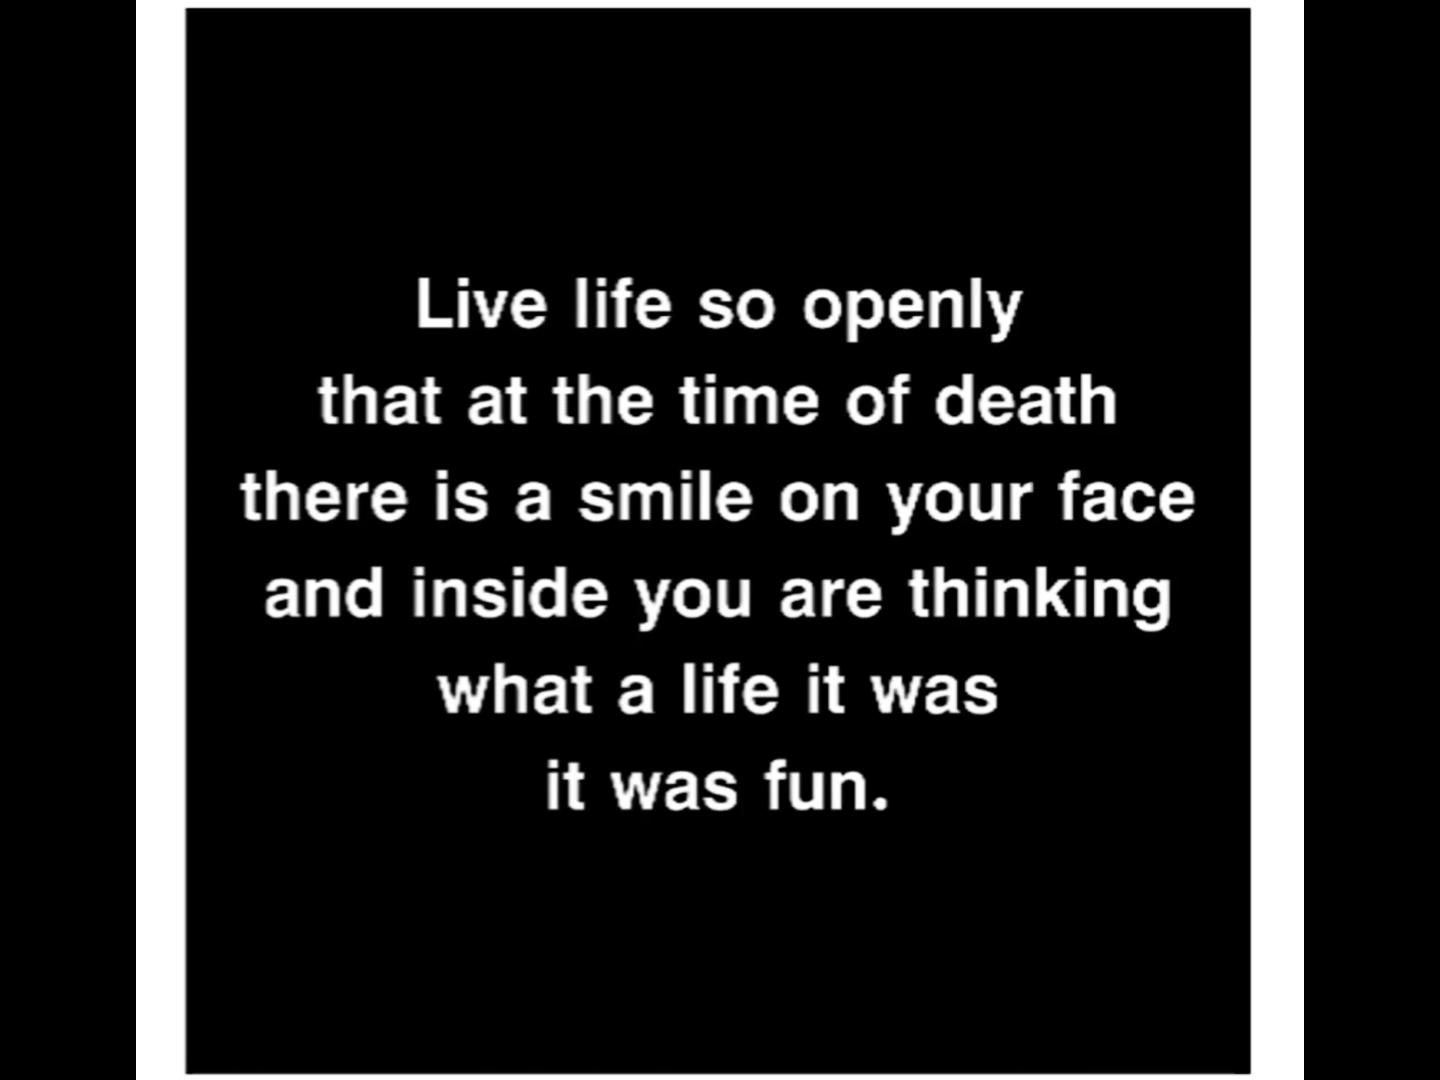 Live life so openly
that at the time of death
there is a smile on your face
and inside you are thinking
what a life it was
it was fun.